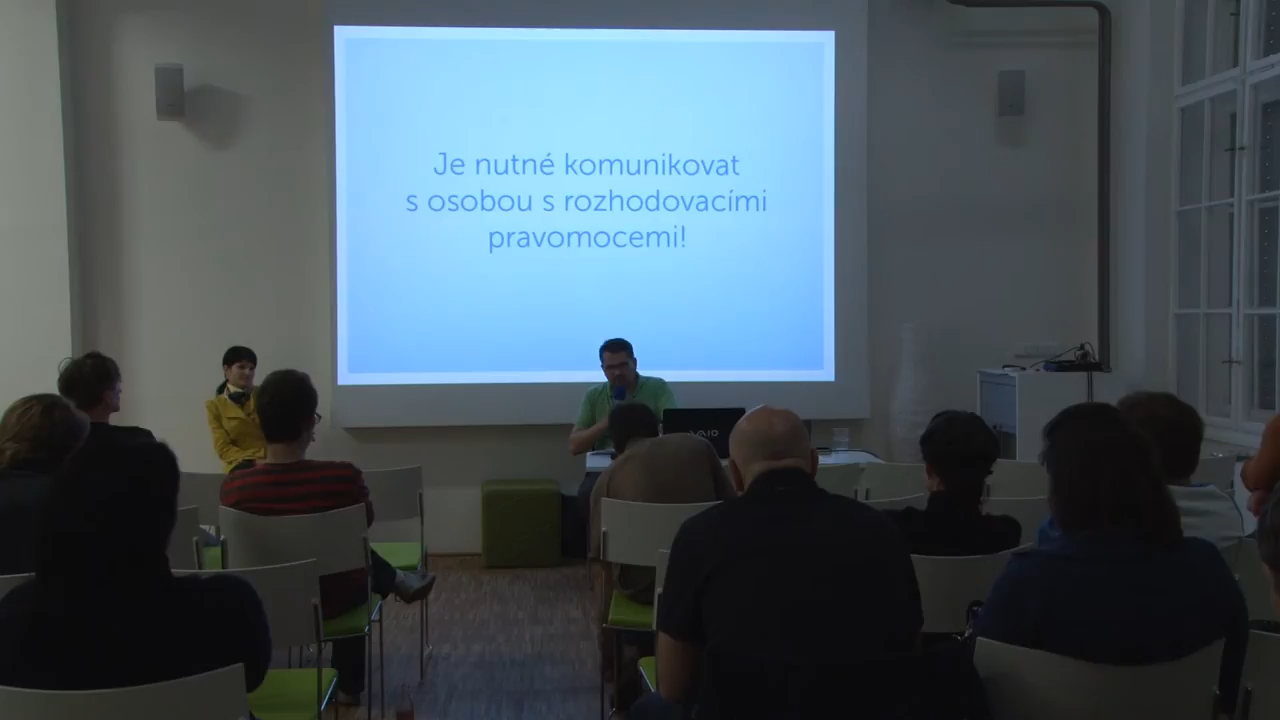 Je nutné komunikovat
s osobou s rozhodovacími
pravomocemi!
VAIO